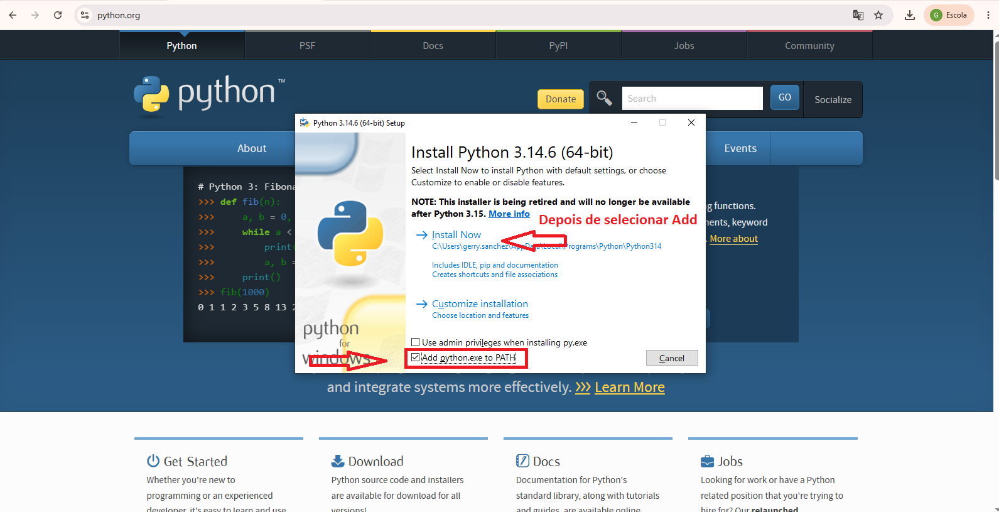 python.org
G Escola
Python
PSF
Docs
PyPI
Jobs
Community
python™
Donate
Search
GO
Socialize
About
Events
# Python 3: Fibona
>>> def fib(n):
>>> a, b = 0,
>>> while a <
>>> print(
>>> a, b =
>>> print()
>>> fib(1000)
0 1 1 2 3 5 8 13 2
g functions.
ments, keyword
. More about
Python 3.14.6 (64-bit) Setup
Install Python 3.14.6 (64-bit)
Select Install Now to install Python with default settings, or choose
Customize to enable or disable features.
NOTE: This installer is being retired and will no longer be available
after Python 3.15. More info
Depois de selecionar Add
Install Now
C:\Users\gerry.sanchez\AppData\Local\Programs\Python\Python314
Includes IDLE, pip and documentation
Creates shortcuts and file associations
Customize installation
Choose location and features
python
for
windows
Use admin privileges when installing py.exe
Add python.exe to PATH
Cancel
and integrate systems more effectively. >>> Learn More
Get Started
Whether you're new to
programming or an experienced
developer, it's easy to learn and use
Download
Python source code and installers
are available for download for all
versions!
Docs
Documentation for Python's
standard library, along with tutorials
and guides, are available online.
Jobs
Looking for work or have a Python
related position that you're trying to
hire for? Our relaunched